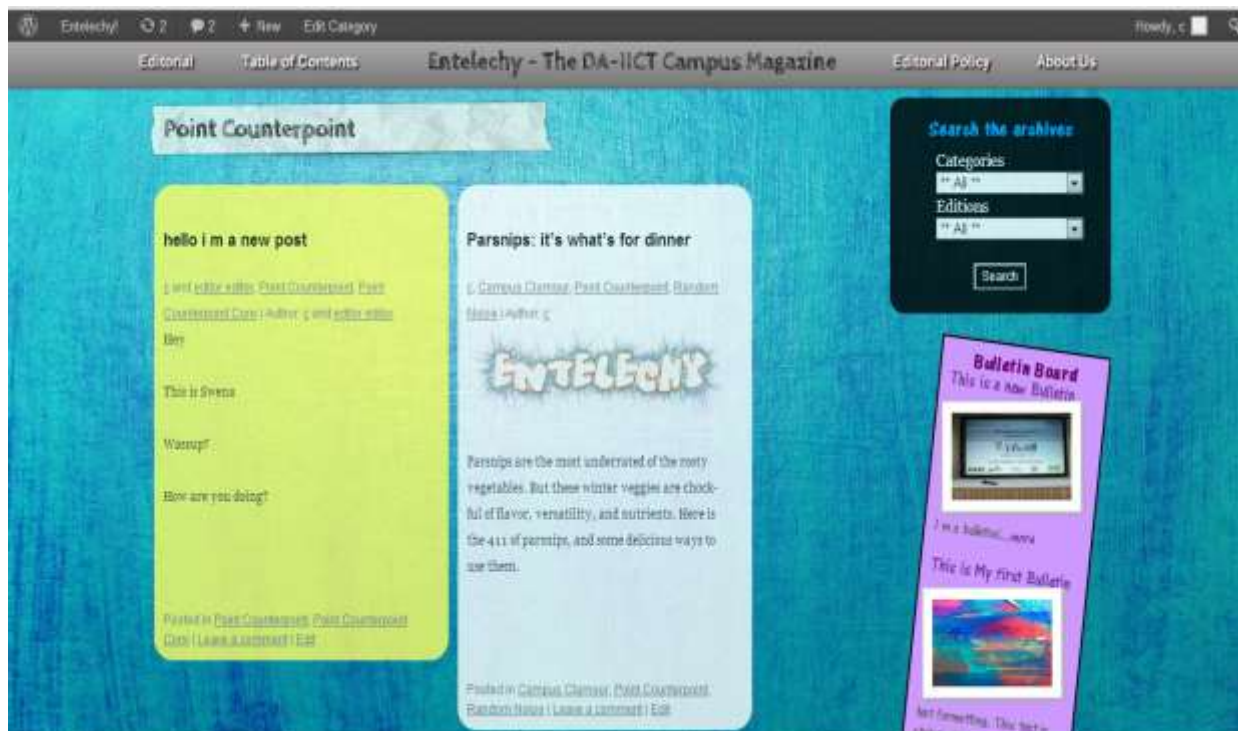 Entelechy! 2 2 + New Edit Category Howdy, c
Editorial Table of Contents Entelechy - The DA-IICT Campus Magazine Editorial Policy About Us
Point Counterpoint
hello i m a new post
c and editor editor, Point Counterpoint, Point
Counterpoint Core | Author: c and editor editor
Hey
This is Swena
Wassup?
How are you doing?
Posted in Point Counterpoint, Point Counterpoint
Core | Leave a comment | Edit
Parsnips: it's what's for dinner
c, Campus Clamour, Point Counterpoint, Random
Noise | Author: c
ENTELECHY
Parsnips are the most underrated of the rooty
vegetables. But these winter veggies are chock-
ful of flavor, versatility, and nutrients. Here is
the 411 of parsnips, and some delicious ways to
use them.
Posted in Campus Clamour, Point Counterpoint,
Random Noise | Leave a comment | Edit
Search the archives
Categories
** All **
Editions
** All **
Search
Bulletin Board
This is a new Bulletin
I m a bulletin!...more
This is My first Bulletin
text formatting. This text is